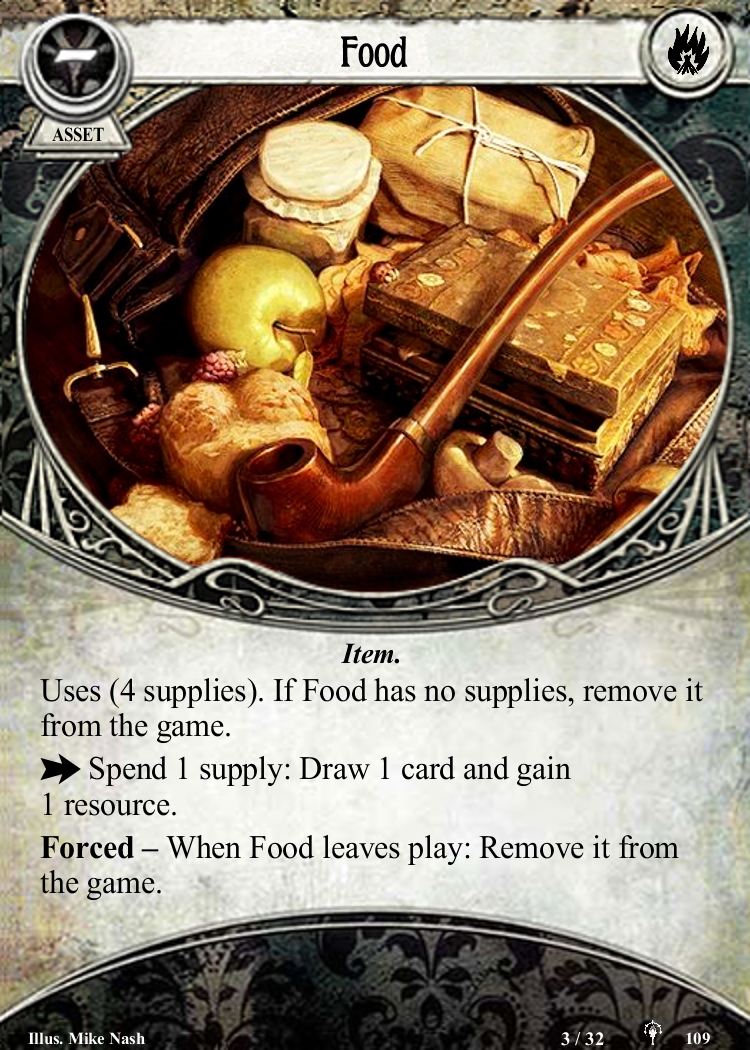 Food
ASSET
Item.
Uses (4 supplies). If Food has no supplies, remove it
from the game.
Spend 1 supply: Draw 1 card and gain
1 resource.
Forced – When Food leaves play: Remove it from
the game.
Illus. Mike Nash
3 / 32
109